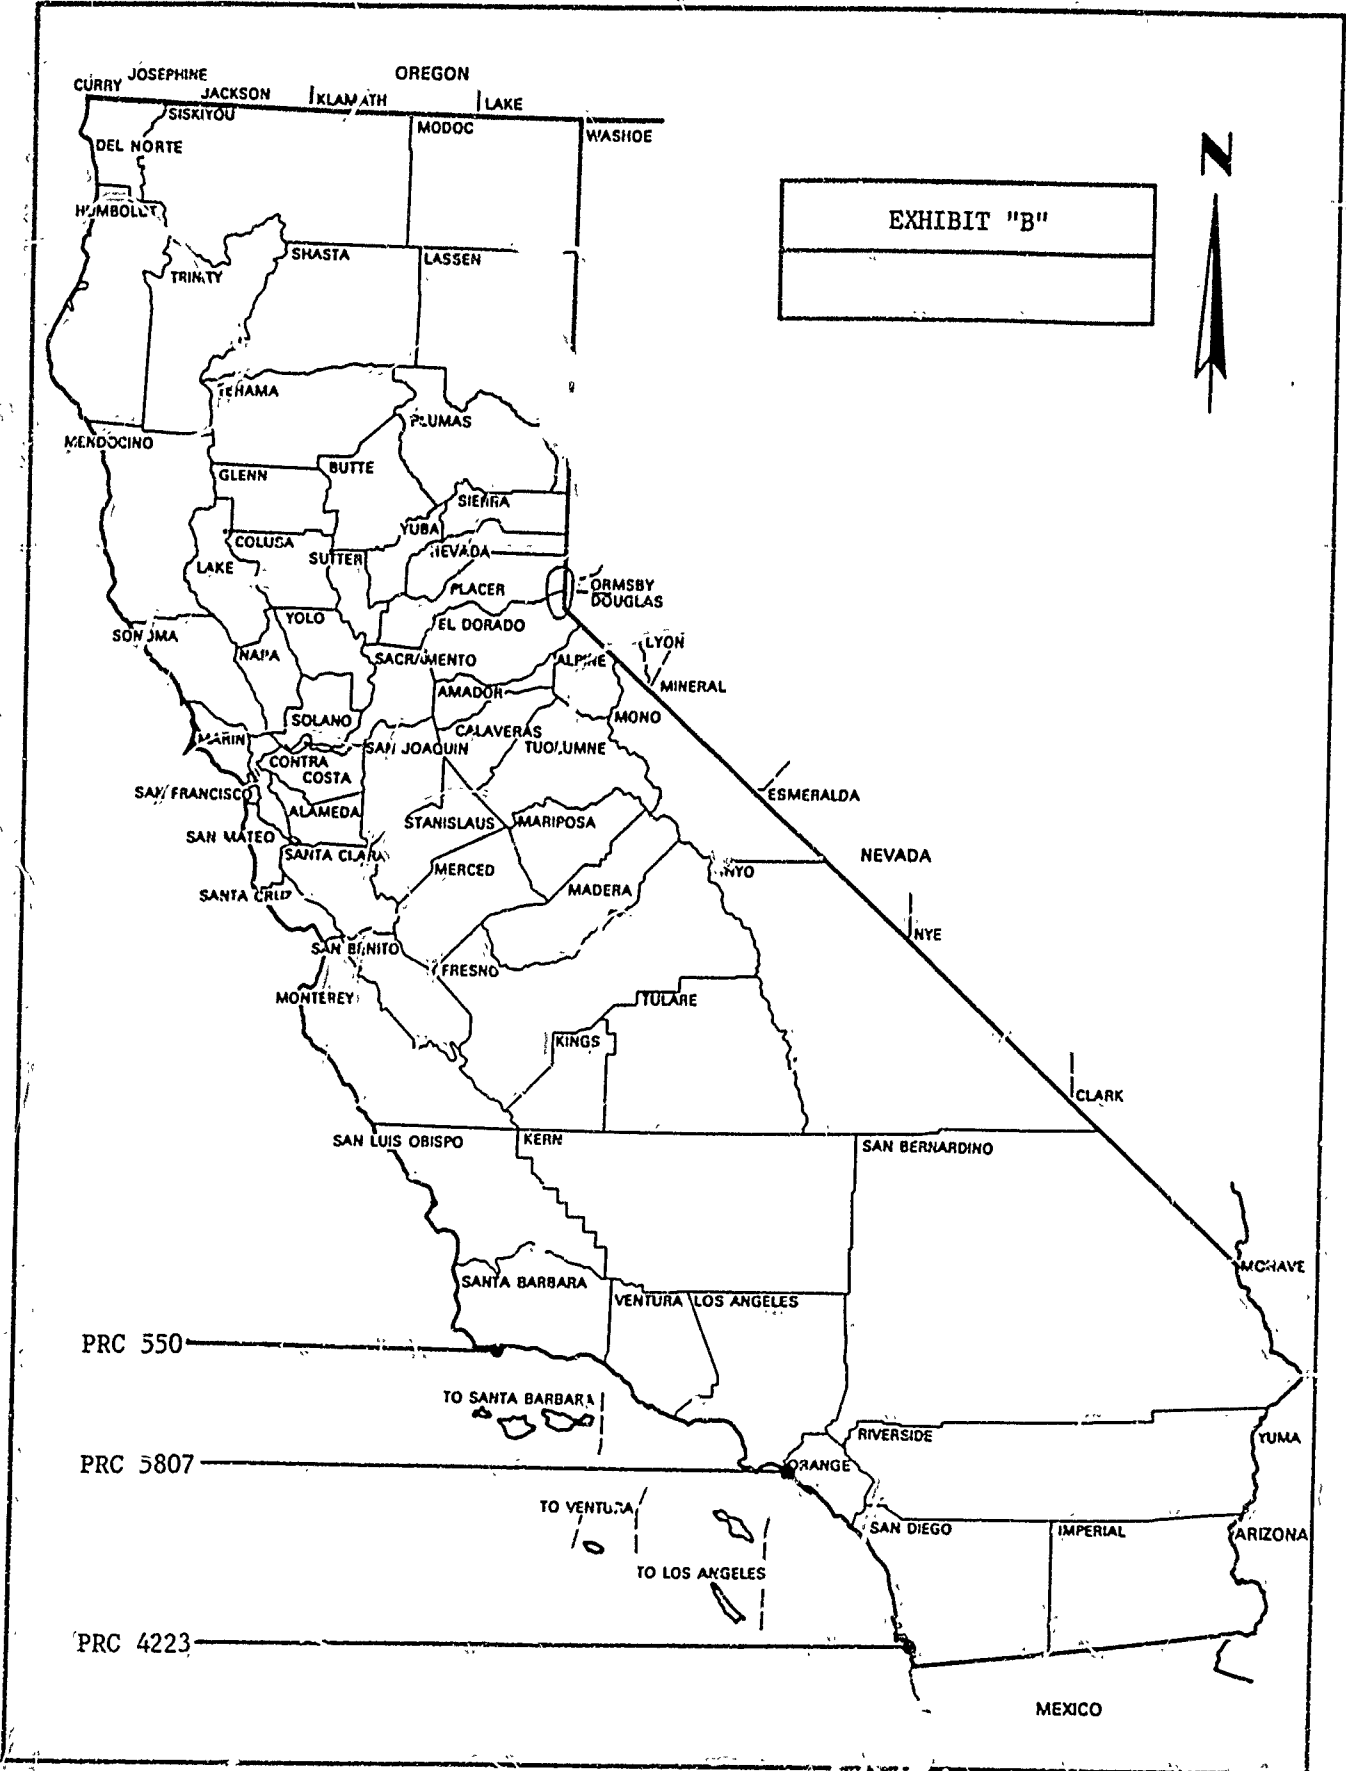 OREGON
CURRY
JOSEPHINE
JACKSON
KLAMATH
LAKE
SISKIYOU
MODOC
WASHOE
DEL NORTE
N
EXHIBIT "B"
HUMBOLDT
SHASTA
LASSEN
TRINITY
TEHAMA
PLUMAS
MENDOCINO
GLENN
BUTTE
SIERRA
YUBA
COLUSA
SUTTER
NEVADA
LAKE
PLACER
ORMSBY
DOUGLAS
YOLO
EL DORADO
SONOMA
NAPA
SACRAMENTO
ALPINE
LYON
MINERAL
AMADOR
SOLANO
MONO
MARIN
CALAVERAS
SAN JOAQUIN
TUOLUMNE
CONTRA
COSTA
SAN FRANCISCO
ALAMEDA
ESMERALDA
STANISLAUS
MARIPOSA
SAN MATEO
SANTA CLARA
NEVADA
MERCED
INYO
SANTA CRUZ
MADERA
SAN BENITO
NYE
FRESNO
MONTEREY
TULARE
KINGS
CLARK
SAN LUIS OBISPO
KERN
SAN BERNARDINO
MOHAVE
SANTA BARBARA
VENTURA
LOS ANGELES
PRC 550
TO SANTA BARBARA
RIVERSIDE
YUMA
PRC 5807
ORANGE
TO VENTURA
SAN DIEGO
IMPERIAL
ARIZONA
TO LOS ANGELES
PRC 4223
MEXICO